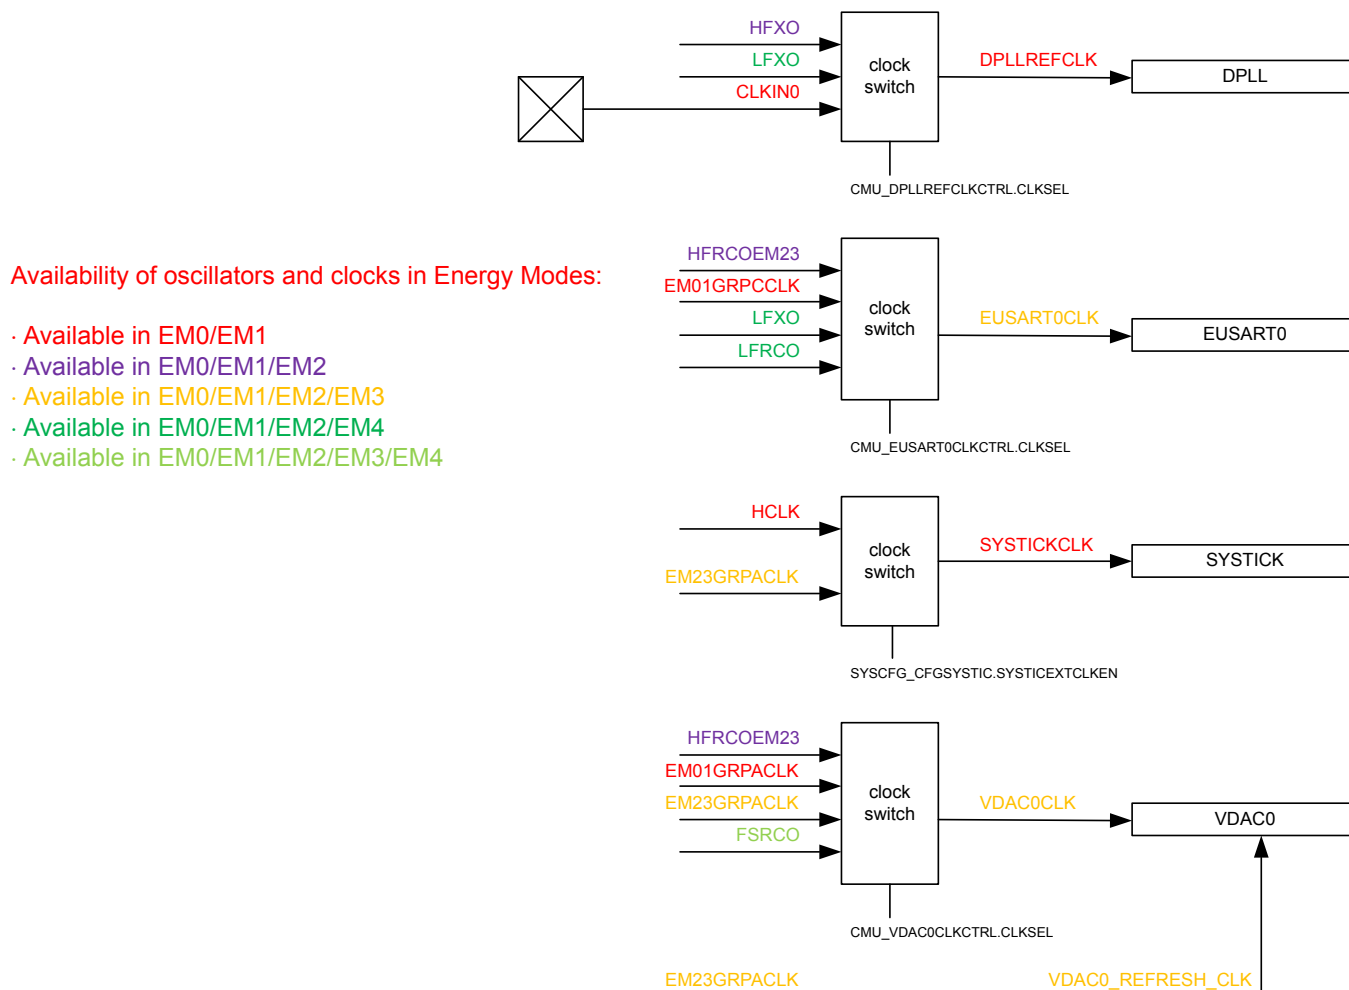 HFXO
LFXO
CLKIN0
clock
switch
DPLLREFCLK
DPLL
CMU_DPLLREFCLKCTRL.CLKSEL
Availability of oscillators and clocks in Energy Modes:
· Available in EM0/EM1
· Available in EM0/EM1/EM2
· Available in EM0/EM1/EM2/EM3
· Available in EM0/EM1/EM2/EM4
· Available in EM0/EM1/EM2/EM3/EM4
HFRCOEM23
EM01GRPCCLK
LFXO
LFRCO
clock
switch
EUSART0CLK
EUSART0
CMU_EUSART0CLKCTRL.CLKSEL
HCLK
EM23GRPACLK
clock
switch
SYSTICKCLK
SYSTICK
SYSCFG_CFGSYSTIC.SYSTICEXTCLKEN
HFRCOEM23
EM01GRPACLK
EM23GRPACLK
FSRCO
clock
switch
VDAC0CLK
VDAC0
CMU_VDAC0CLKCTRL.CLKSEL
EM23GRPACLK
VDAC0_REFRESH_CLK